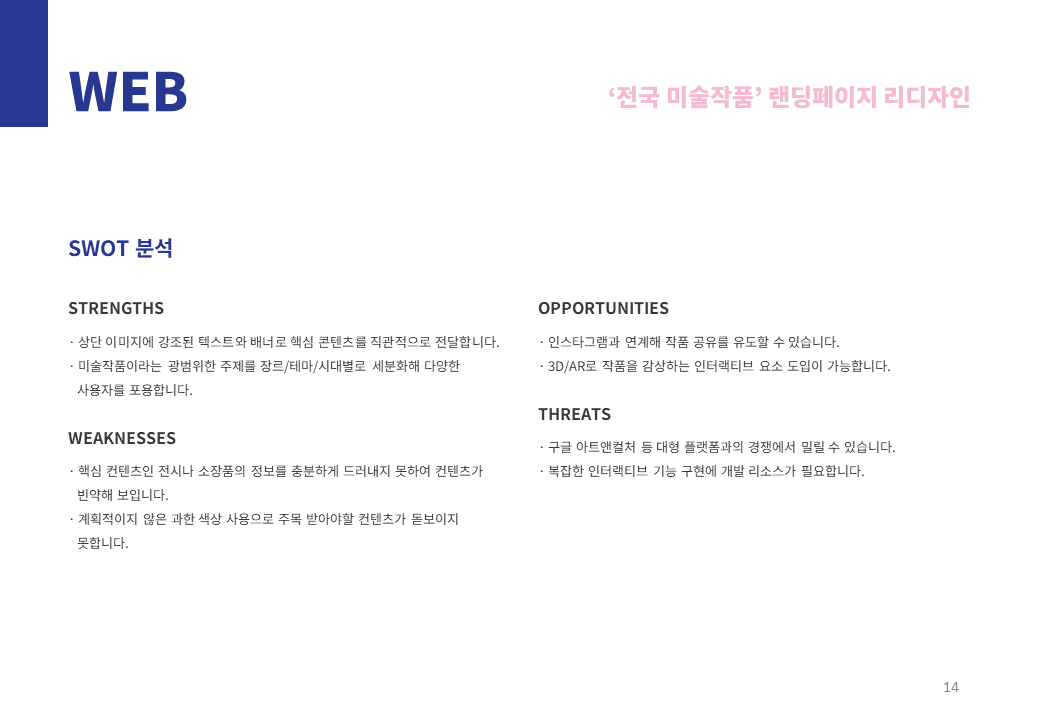 WEB
‘전국 미술작품’ 랜딩페이지 리디자인
SWOT 분석
STRENGTHS
· 상단 이미지에 강조된 텍스트와 배너로 핵심 콘텐츠를 직관적으로 전달합니다.
· 미술작품이라는 광범위한 주제를 장르/테마/시대별로 세분화해 다양한
사용자를 포용합니다.
WEAKNESSES
· 핵심 컨텐츠인 전시나 소장품의 정보를 충분하게 드러내지 못하여 컨텐츠가
빈약해 보입니다.
· 계획적이지 않은 과한 색상 사용으로 주목 받아야할 컨텐츠가 돋보이지
못합니다.
OPPORTUNITIES
· 인스타그램과 연계해 작품 공유를 유도할 수 있습니다.
· 3D/AR로 작품을 감상하는 인터랙티브 요소 도입이 가능합니다.
THREATS
· 구글 아트앤컬처 등 대형 플랫폼과의 경쟁에서 밀릴 수 있습니다.
· 복잡한 인터랙티브 기능 구현에 개발 리소스가 필요합니다.
14